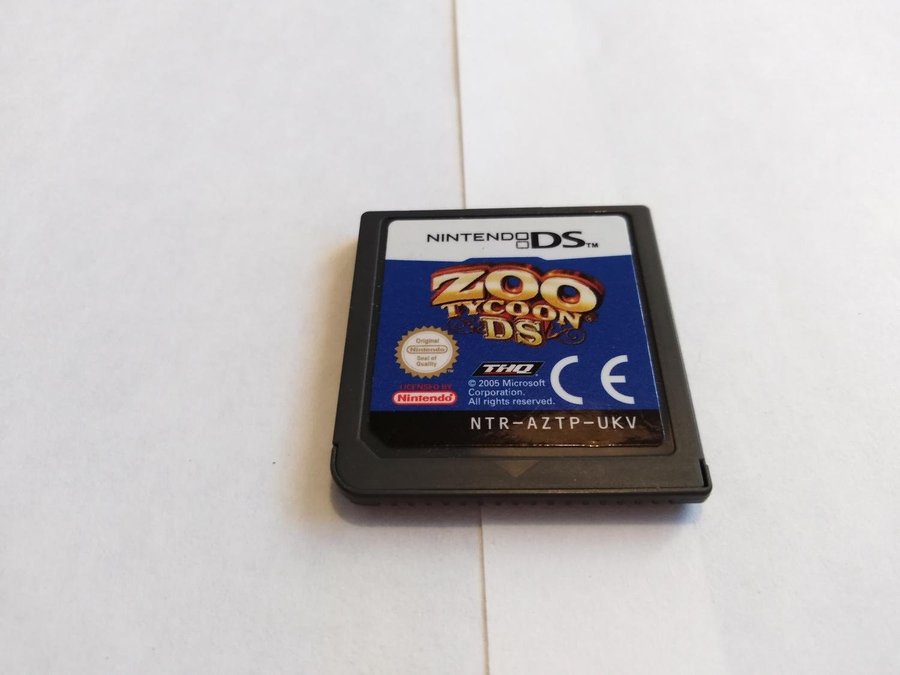 NINTENDO DS™
ZOO
TYCOON®
DS
Original
Nintendo
Seal of
Quality
™
LICENSED BY
Nintendo
THQ
© 2005 Microsoft
Corporation.
All rights reserved.
CE
NTR-AZTP-UKV